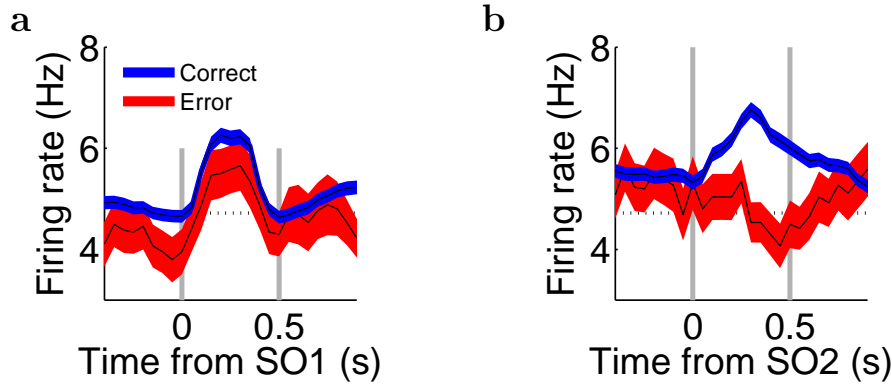 a
8
6
4
Firing rate (Hz)
Correct
Error
0 0.5
Time from SO1 (s)
b
8
6
4
Firing rate (Hz)
0 0.5
Time from SO2 (s)